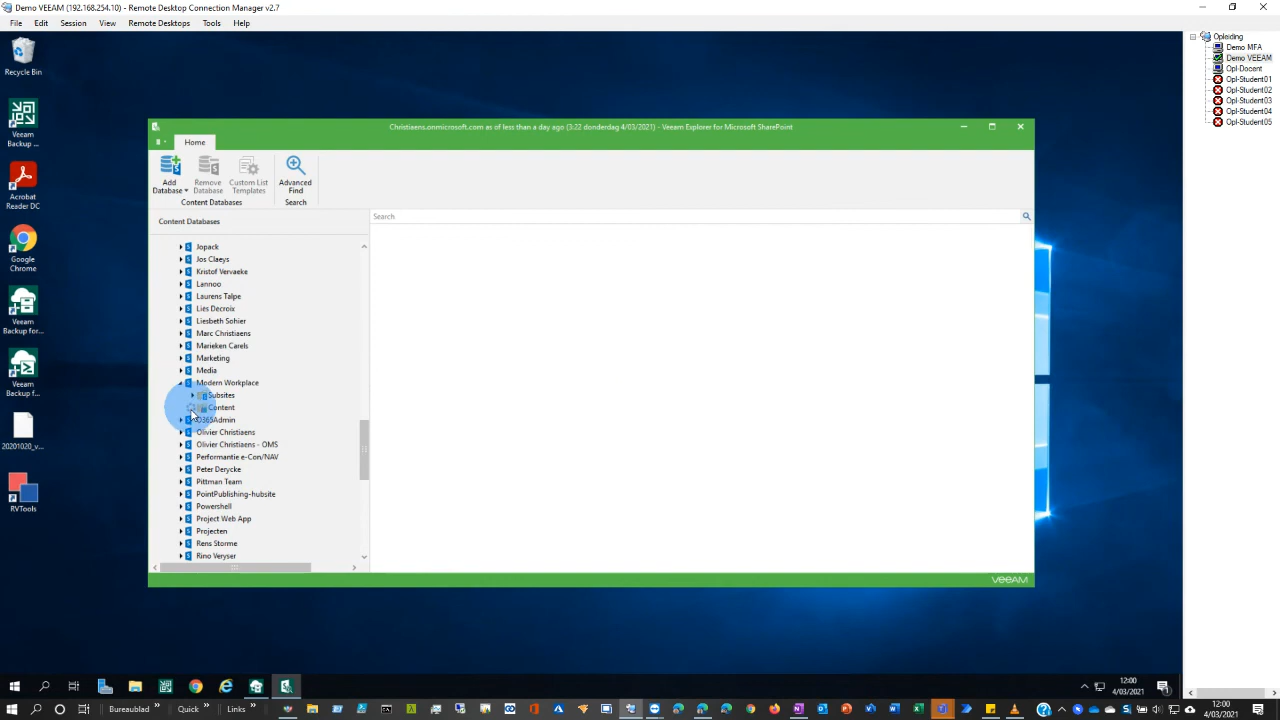 Demo VEEAM (192.168.254.10) - Remote Desktop Connection Manager v2.7
File Edit Session View Remote Desktops Tools Help
Recycle Bin
Veeam
Backup ...
Acrobat
Reader DC
Google
Chrome
Veeam
Backup for...
Veeam
Backup f...
20201020_v...
RVTools
Christiaens.onmicrosoft.com as of less than a day ago (3:22 donderdag 4/03/2021) - Veeam Explorer for Microsoft SharePoint
Home
Add
Database
Remove
Database
Custom List
Templates
Advanced
Find
Content Databases
Search
Content Databases
Search
Jopack
Jos Claeys
Kristof Vervaeke
Lannoo
Laurens Talpe
Lies Decroix
Liesbeth Sohier
Marc Christiaens
Marieken Carels
Marketing
Media
Modern Workplace
Subsites
Content
O365Admin
Olivier Christiaens
Olivier Christiaens - OMS
Performantie e-Con/NAV
Peter Derycke
Pittman Team
PointPublishing-hubsite
Powershell
Project Web App
Projecten
Rens Storme
Rino Veryser
VEEAM
Opleiding
Demo MFA
Demo VEEAM
Opl-Docent
Opl-Student01
Opl-Student02
Opl-Student03
Opl-Student04
Opl-Student05
12:00
4/03/2021
Bureaublad » Quick » Links »
12:00
4/03/2021